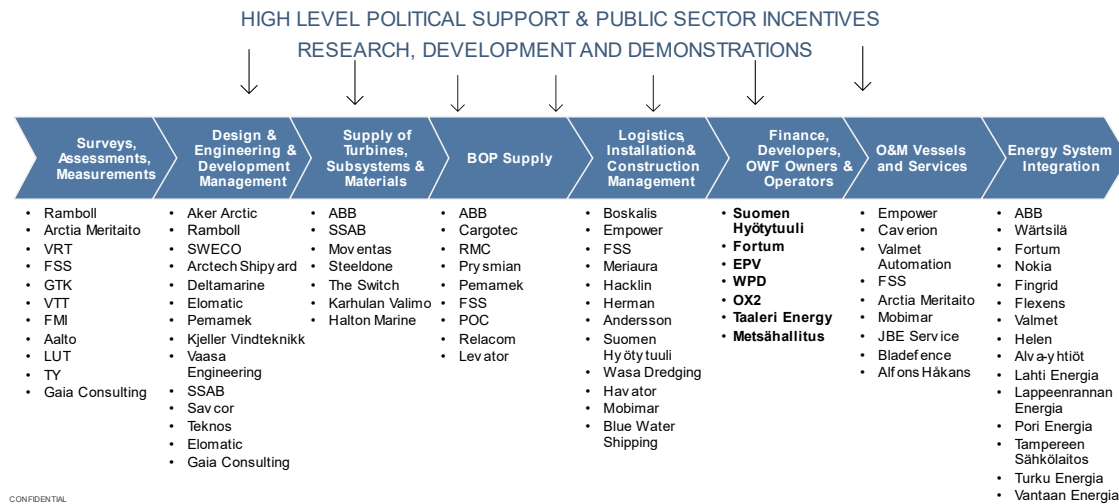 HIGH LEVEL POLITICAL SUPPORT & PUBLIC SECTOR INCENTIVES
RESEARCH, DEVELOPMENT AND DEMONSTRATIONS
Surveys,
Assessments,
Measurements
• Ramboll
• Arctia Meritaito
• VRT
• FSS
• GTK
• VTT
• FMI
• Aalto
• LUT
• TY
• Gaia Consulting
Design &
Engineering &
Development
Management
• Aker Arctic
• Ramboll
• SWECO
• Arctech Shipyard
• Deltamarine
• Elomatic
• Pemamek
• Kjeller Vindteknikk
• Vaasa
Engineering
• SSAB
• Savcor
• Teknos
• Elomatic
• Gaia Consulting
Supply of
Turbines,
Subsystems &
Materials
• ABB
• SSAB
• Moventas
• Steeldone
• The Switch
• Karhulan Valimo
• Halton Marine
BOP Supply
• ABB
• Cargotec
• RMC
• Prysmian
• Pemamek
• FSS
• POC
• Relacom
• Levator
Logistics,
Installation&
Construction
Management
• Boskalis
• Empower
• FSS
• Meriaura
• Hacklin
• Herman
• Andersson
• Suomen
Hyötytuuli
• Wasa Dredging
• Havator
• Mobimar
• Blue Water
Shipping
Finance,
Developers,
OWF Owners &
Operators
• Suomen
Hyötytuuli
• Fortum
• EPV
• WPD
• OX2
• Taaleri Energy
• Metsähallitus
O&M Vessels
and Services
• Empower
• Caverion
• Valmet
Automation
• FSS
• Arctia Meritaito
• Mobimar
• JBE Service
• Bladefence
• Alfons Håkans
Energy System
Integration
• ABB
• Wärtsilä
• Fortum
• Nokia
• Fingrid
• Flexens
• Valmet
• Helen
• Alva-yhtiöt
• Lahti Energia
• Lappeenrannan
Energia
• Pori Energia
• Tampereen
Sähkölaitos
• Turku Energia
• Vantaan Energia
CONFIDENTIAL